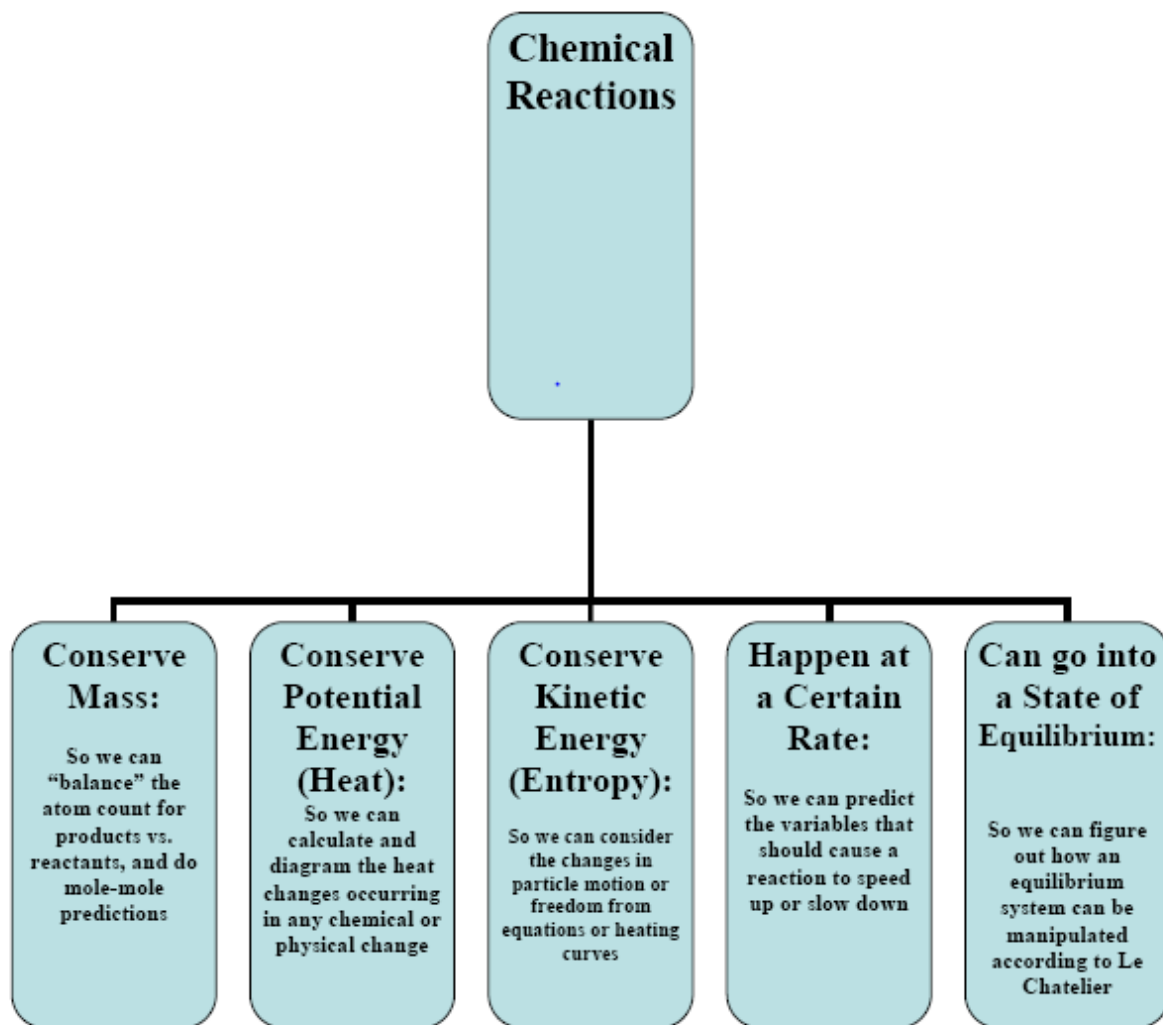 Chemical
Reactions
Conserve
Mass:
So we can
“balance” the
atom count for
products vs.
reactants, and do
mole-mole
predictions
Conserve
Potential
Energy
(Heat):
So we can
calculate and
diagram the heat
changes occurring
in any chemical or
physical change
Conserve
Kinetic
Energy
(Entropy):
So we can consider
the changes in
particle motion or
freedom from
equations or heating
curves
Happen at
a Certain
Rate:
So we can predict
the variables that
should cause a
reaction to speed
up or slow down
Can go into
a State of
Equilibrium:
So we can figure
out how an
equilibrium
system can be
manipulated
according to Le
Chatelier